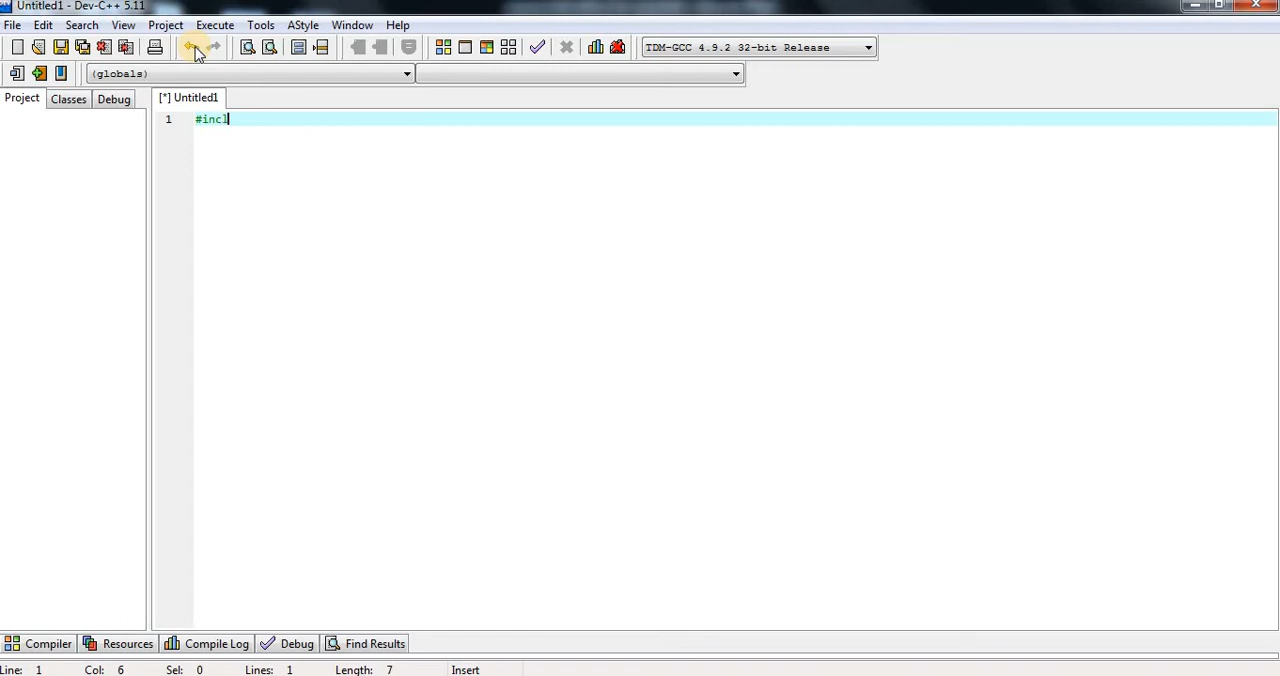 Untitled1 - Dev-C++ 5.11
File Edit Search View Project Execute Tools AStyle Window Help
TDM-GCC 4.9.2 32-bit Release
(globals)
Project Classes Debug [*] Untitled1
1 #incl
Compiler Resources Compile Log Debug Find Results
Line: 1 Col: 6 Sel: 0 Lines: 1 Length: 7 Insert